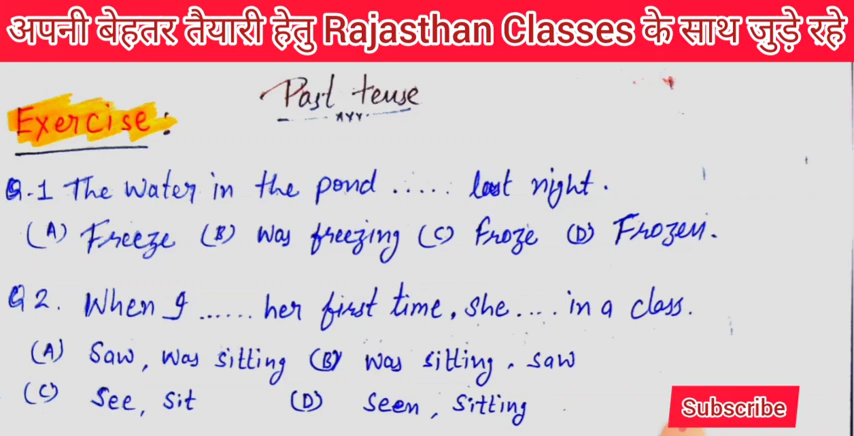 अपनी बेहतर तैयारी हेतु Rajasthan Classes के साथ जुड़े रहे
Past tense
Exercise:
Q.1 The water in the pond ..... last night.
(A) Freeze (B) was freezing (C) froze (D) Frozen.
Q 2. When I ...... her first time, she .... in a class.
(A) Saw, was sitting (B) was sitting, saw
(C) See, Sit (D) Seen, Sitting
Subscribe